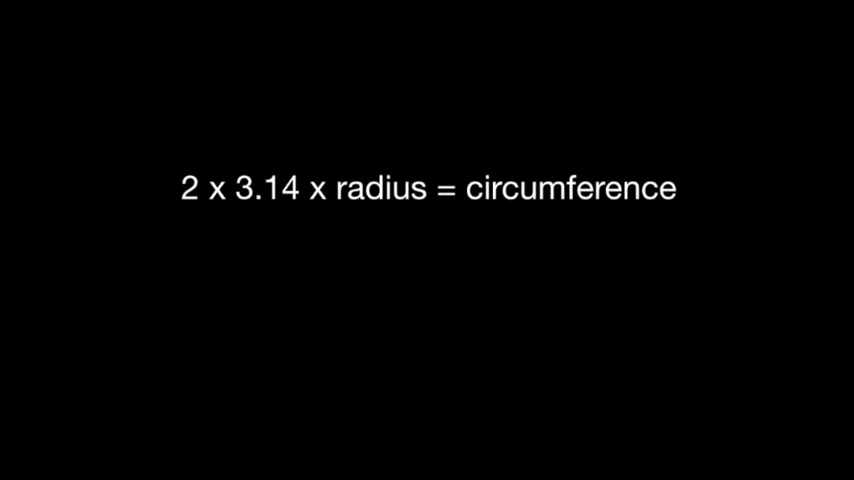 2 x 3.14 x radius = circumference